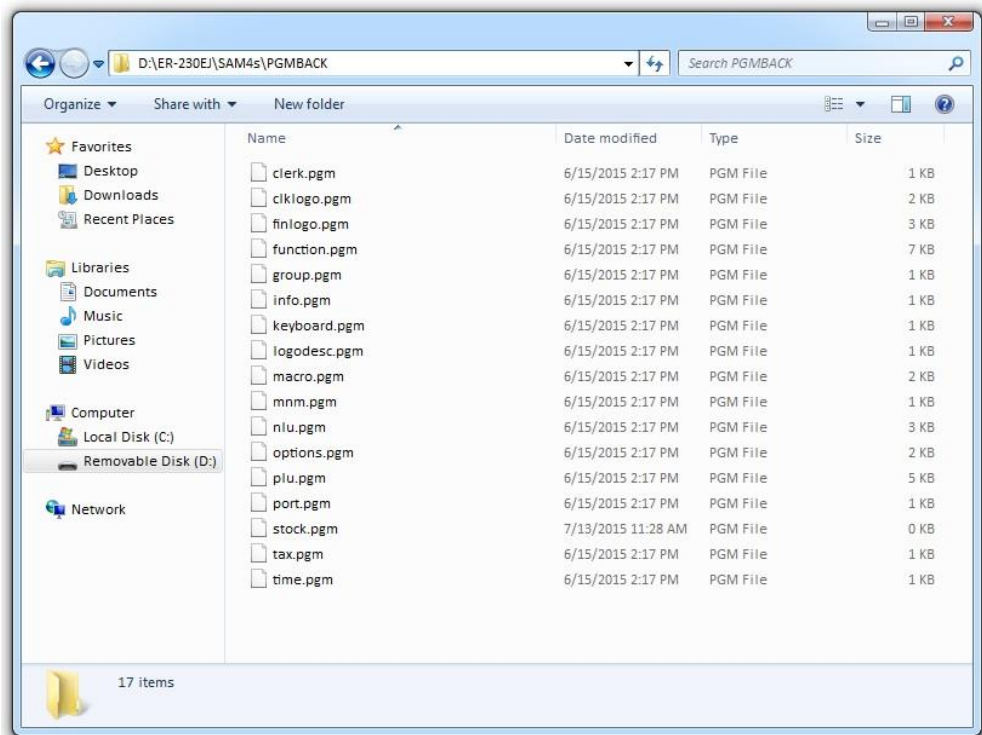 D:\ER-230EJ\SAM4s\PGMBACK
Search PGMBACK
Organize Share with New folder
Favorites
Desktop
Downloads
Recent Places
Libraries
Documents
Music
Pictures
Videos
Computer
Local Disk (C:)
Removable Disk (D:)
Network
Name Date modified Type Size
clerk.pgm 6/15/2015 2:17 PM PGM File 1 KB
clklogo.pgm 6/15/2015 2:17 PM PGM File 2 KB
finlogo.pgm 6/15/2015 2:17 PM PGM File 3 KB
function.pgm 6/15/2015 2:17 PM PGM File 7 KB
group.pgm 6/15/2015 2:17 PM PGM File 1 KB
info.pgm 6/15/2015 2:17 PM PGM File 1 KB
keyboard.pgm 6/15/2015 2:17 PM PGM File 1 KB
logodesc.pgm 6/15/2015 2:17 PM PGM File 1 KB
macro.pgm 6/15/2015 2:17 PM PGM File 2 KB
mnm.pgm 6/15/2015 2:17 PM PGM File 1 KB
nlu.pgm 6/15/2015 2:17 PM PGM File 3 KB
options.pgm 6/15/2015 2:17 PM PGM File 2 KB
plu.pgm 6/15/2015 2:17 PM PGM File 5 KB
port.pgm 6/15/2015 2:17 PM PGM File 1 KB
stock.pgm 7/13/2015 11:28 AM PGM File 0 KB
tax.pgm 6/15/2015 2:17 PM PGM File 1 KB
time.pgm 6/15/2015 2:17 PM PGM File 1 KB
17 items